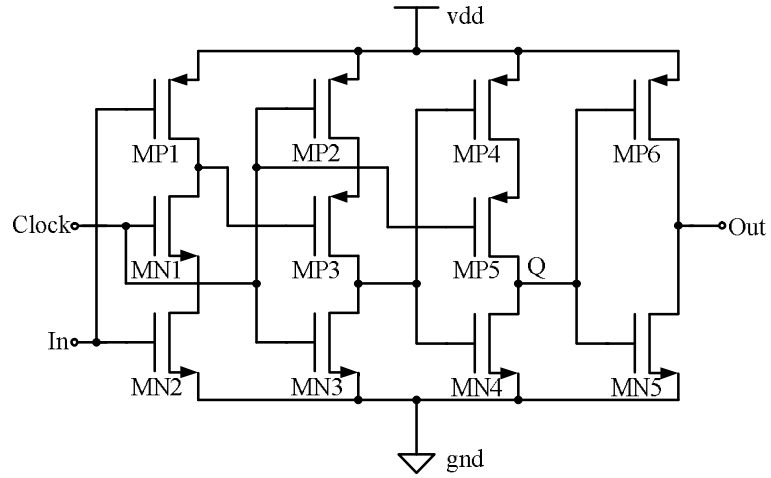 vdd
MP1
MP2
MP4
MP6
Clock
MN1
MP3
MP5
Q
Out
In
MN2
MN3
MN4
MN5
gnd